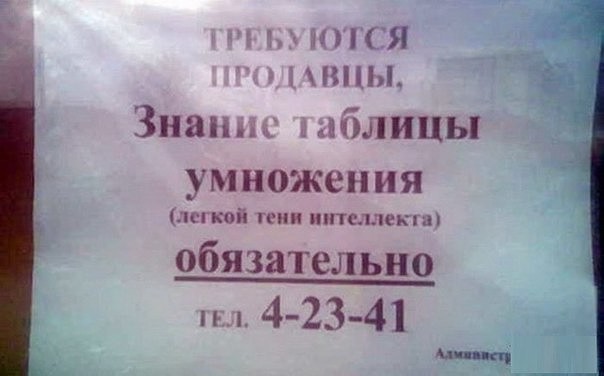 ТРЕБУЮТСЯ
ПРОДАВЦЫ,
Знание таблицы
умножения
(легкой тени интеллекта)
обязательно
тел. 4-23-41